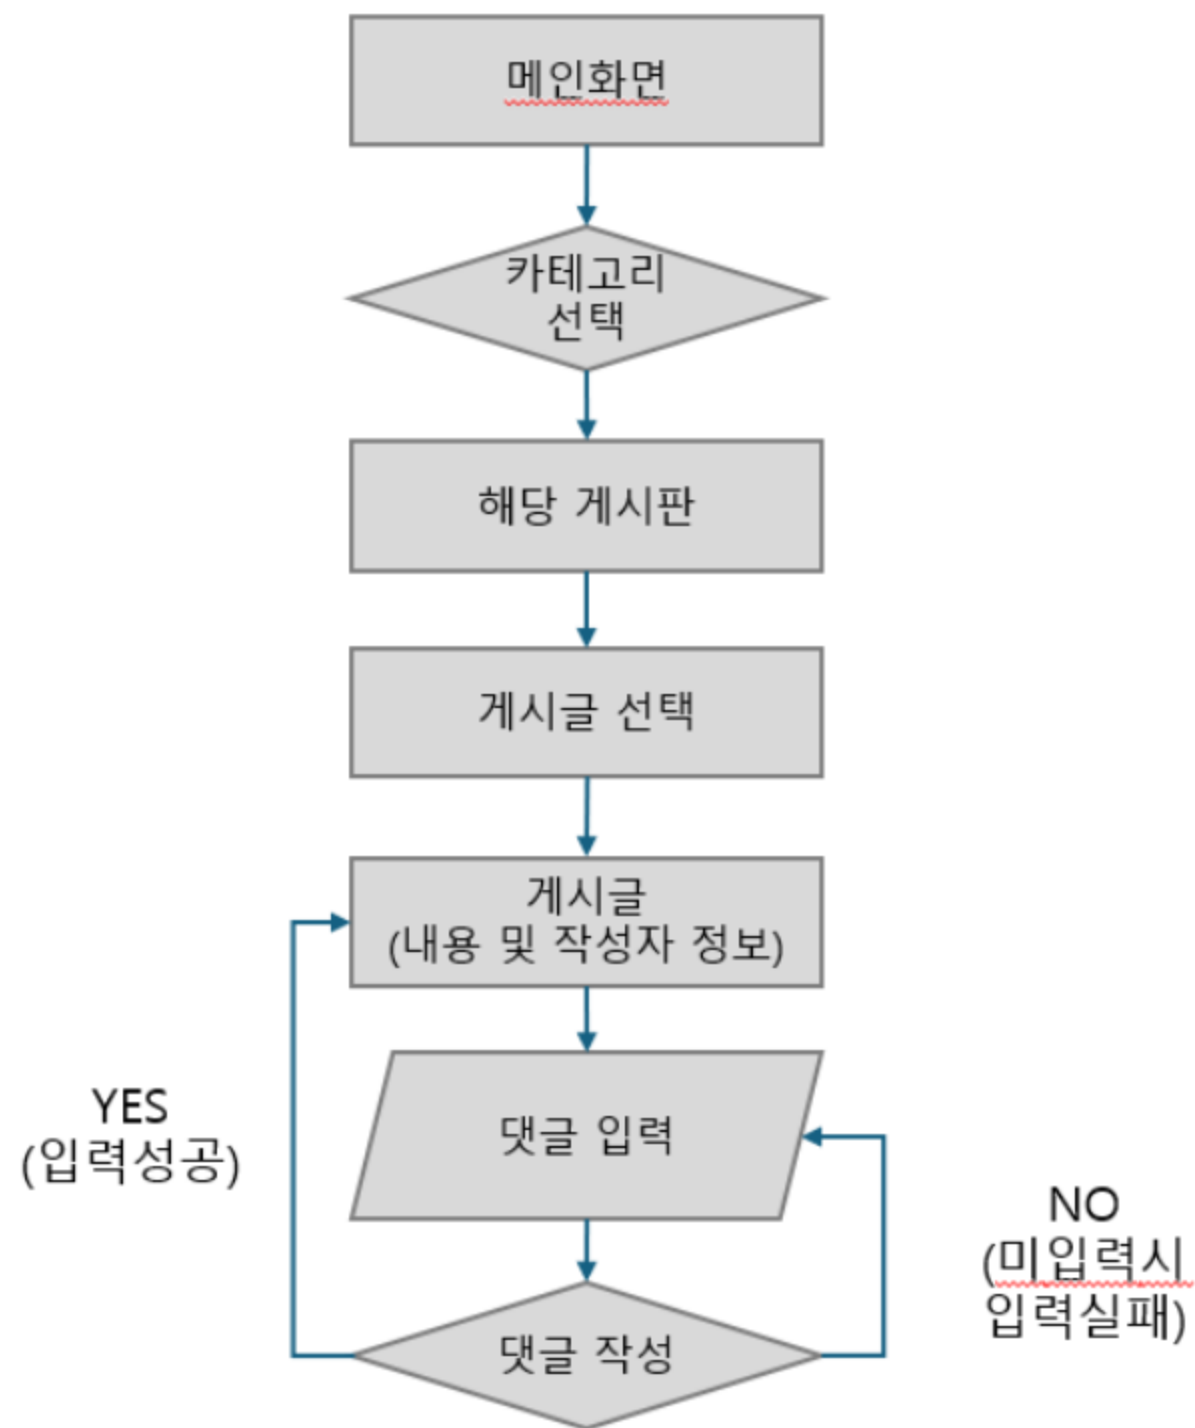 메인화면
카테고리
선택
해당 게시판
게시글 선택
게시글
(내용 및 작성자 정보)
YES
(입력성공)
댓글 입력
NO
(미입력시
입력실패)
댓글 작성